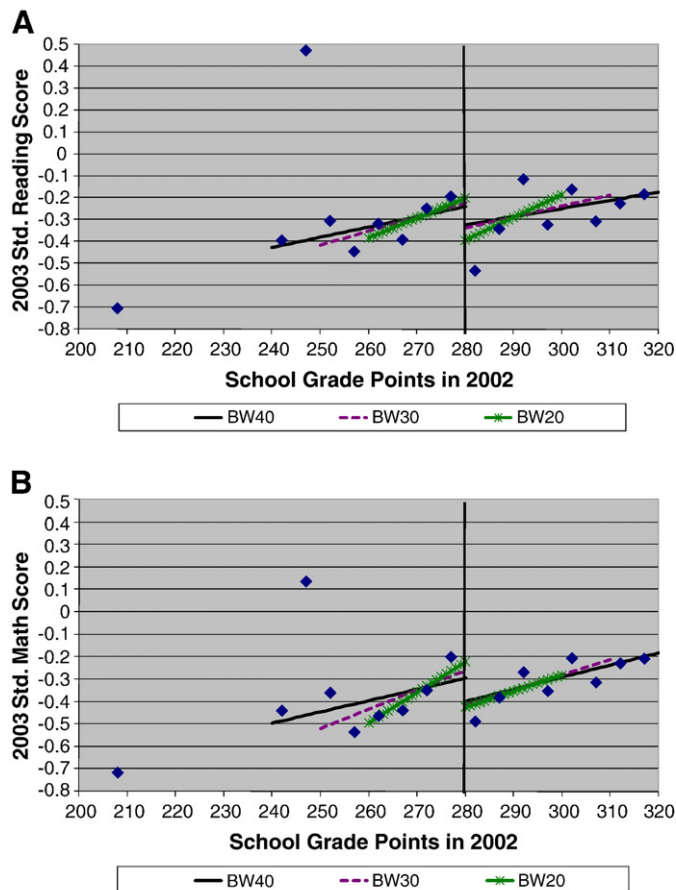 A
2003 Std. Reading Score
0.5
0.4
0.3
0.2
0.1
0
-0.1
-0.2
-0.3
-0.4
-0.5
-0.6
-0.7
-0.8
200 210 220 230 240 250 260 270 280 290 300 310 320
School Grade Points in 2002
BW40 BW30 BW20
B
2003 Std. Math Score
0.5
0.4
0.3
0.2
0.1
0
-0.1
-0.2
-0.3
-0.4
-0.5
-0.6
-0.7
-0.8
200 210 220 230 240 250 260 270 280 290 300 310 320
School Grade Points in 2002
BW40 BW30 BW20